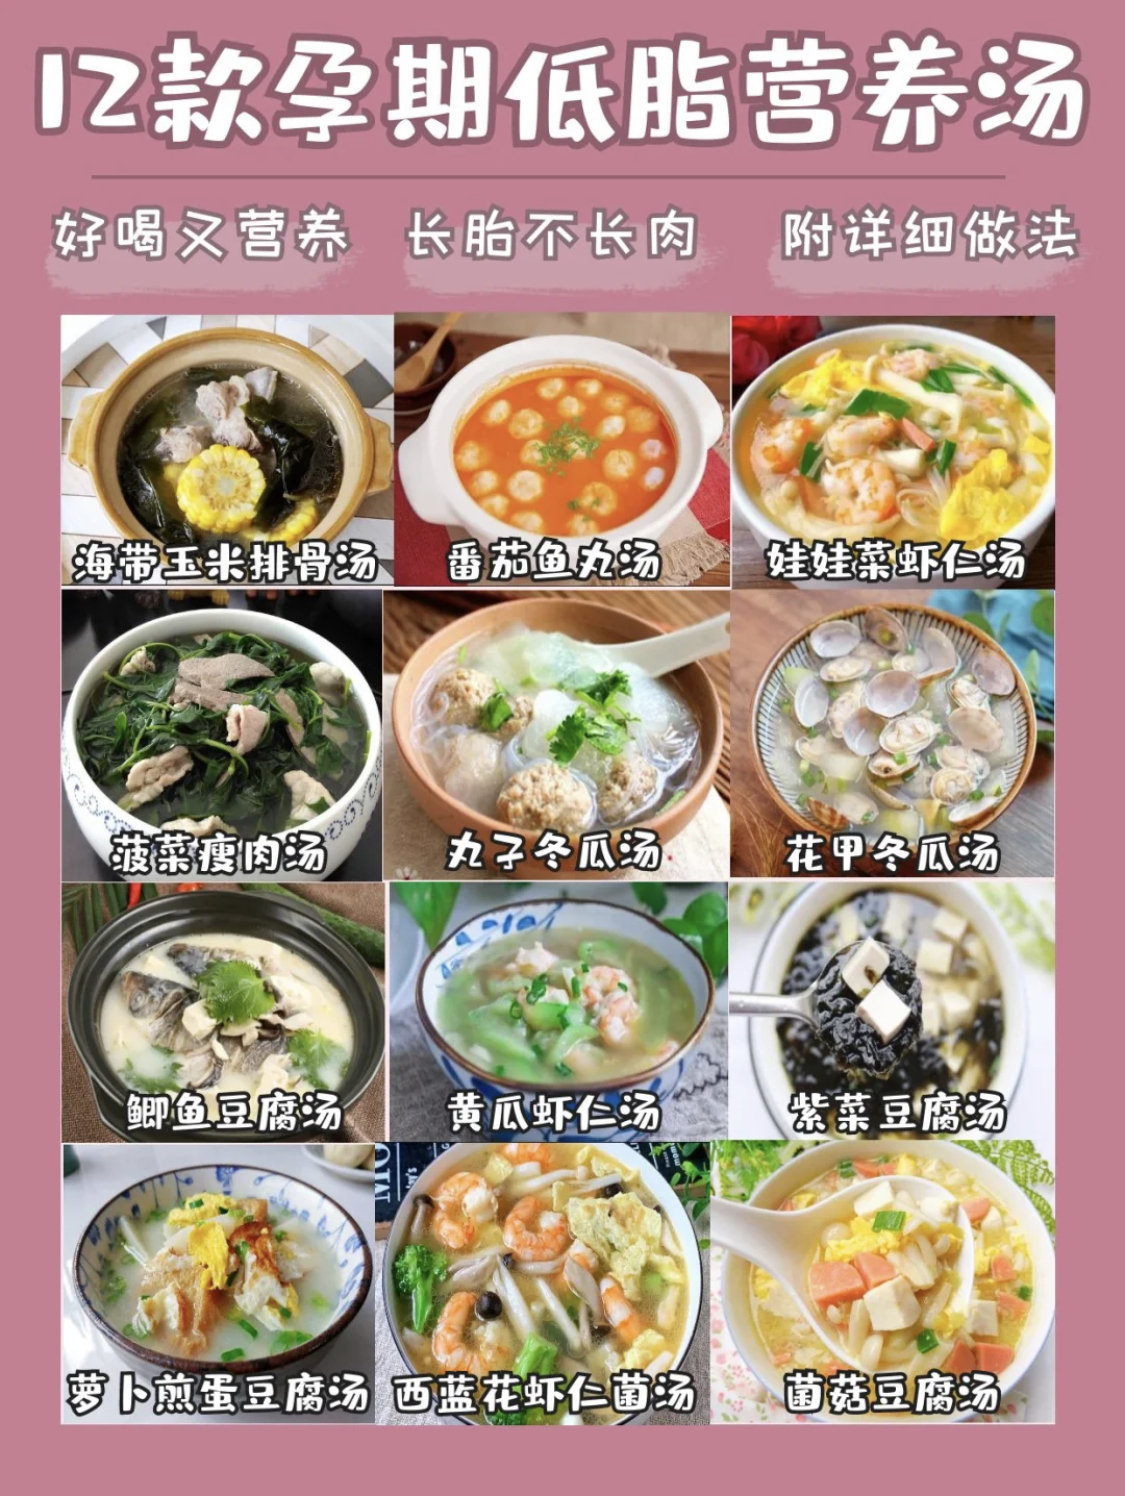 12款孕期低脂营养汤
好喝又营养 长胎不长肉 附详细做法
海带玉米排骨汤 番茄鱼丸汤 娃娃菜虾仁汤
菠菜瘦肉汤 丸子冬瓜汤 花甲冬瓜汤
鲫鱼豆腐汤 黄瓜虾仁汤 紫菜豆腐汤
萝卜煎蛋豆腐汤 西蓝花虾仁菌汤 菌菇豆腐汤